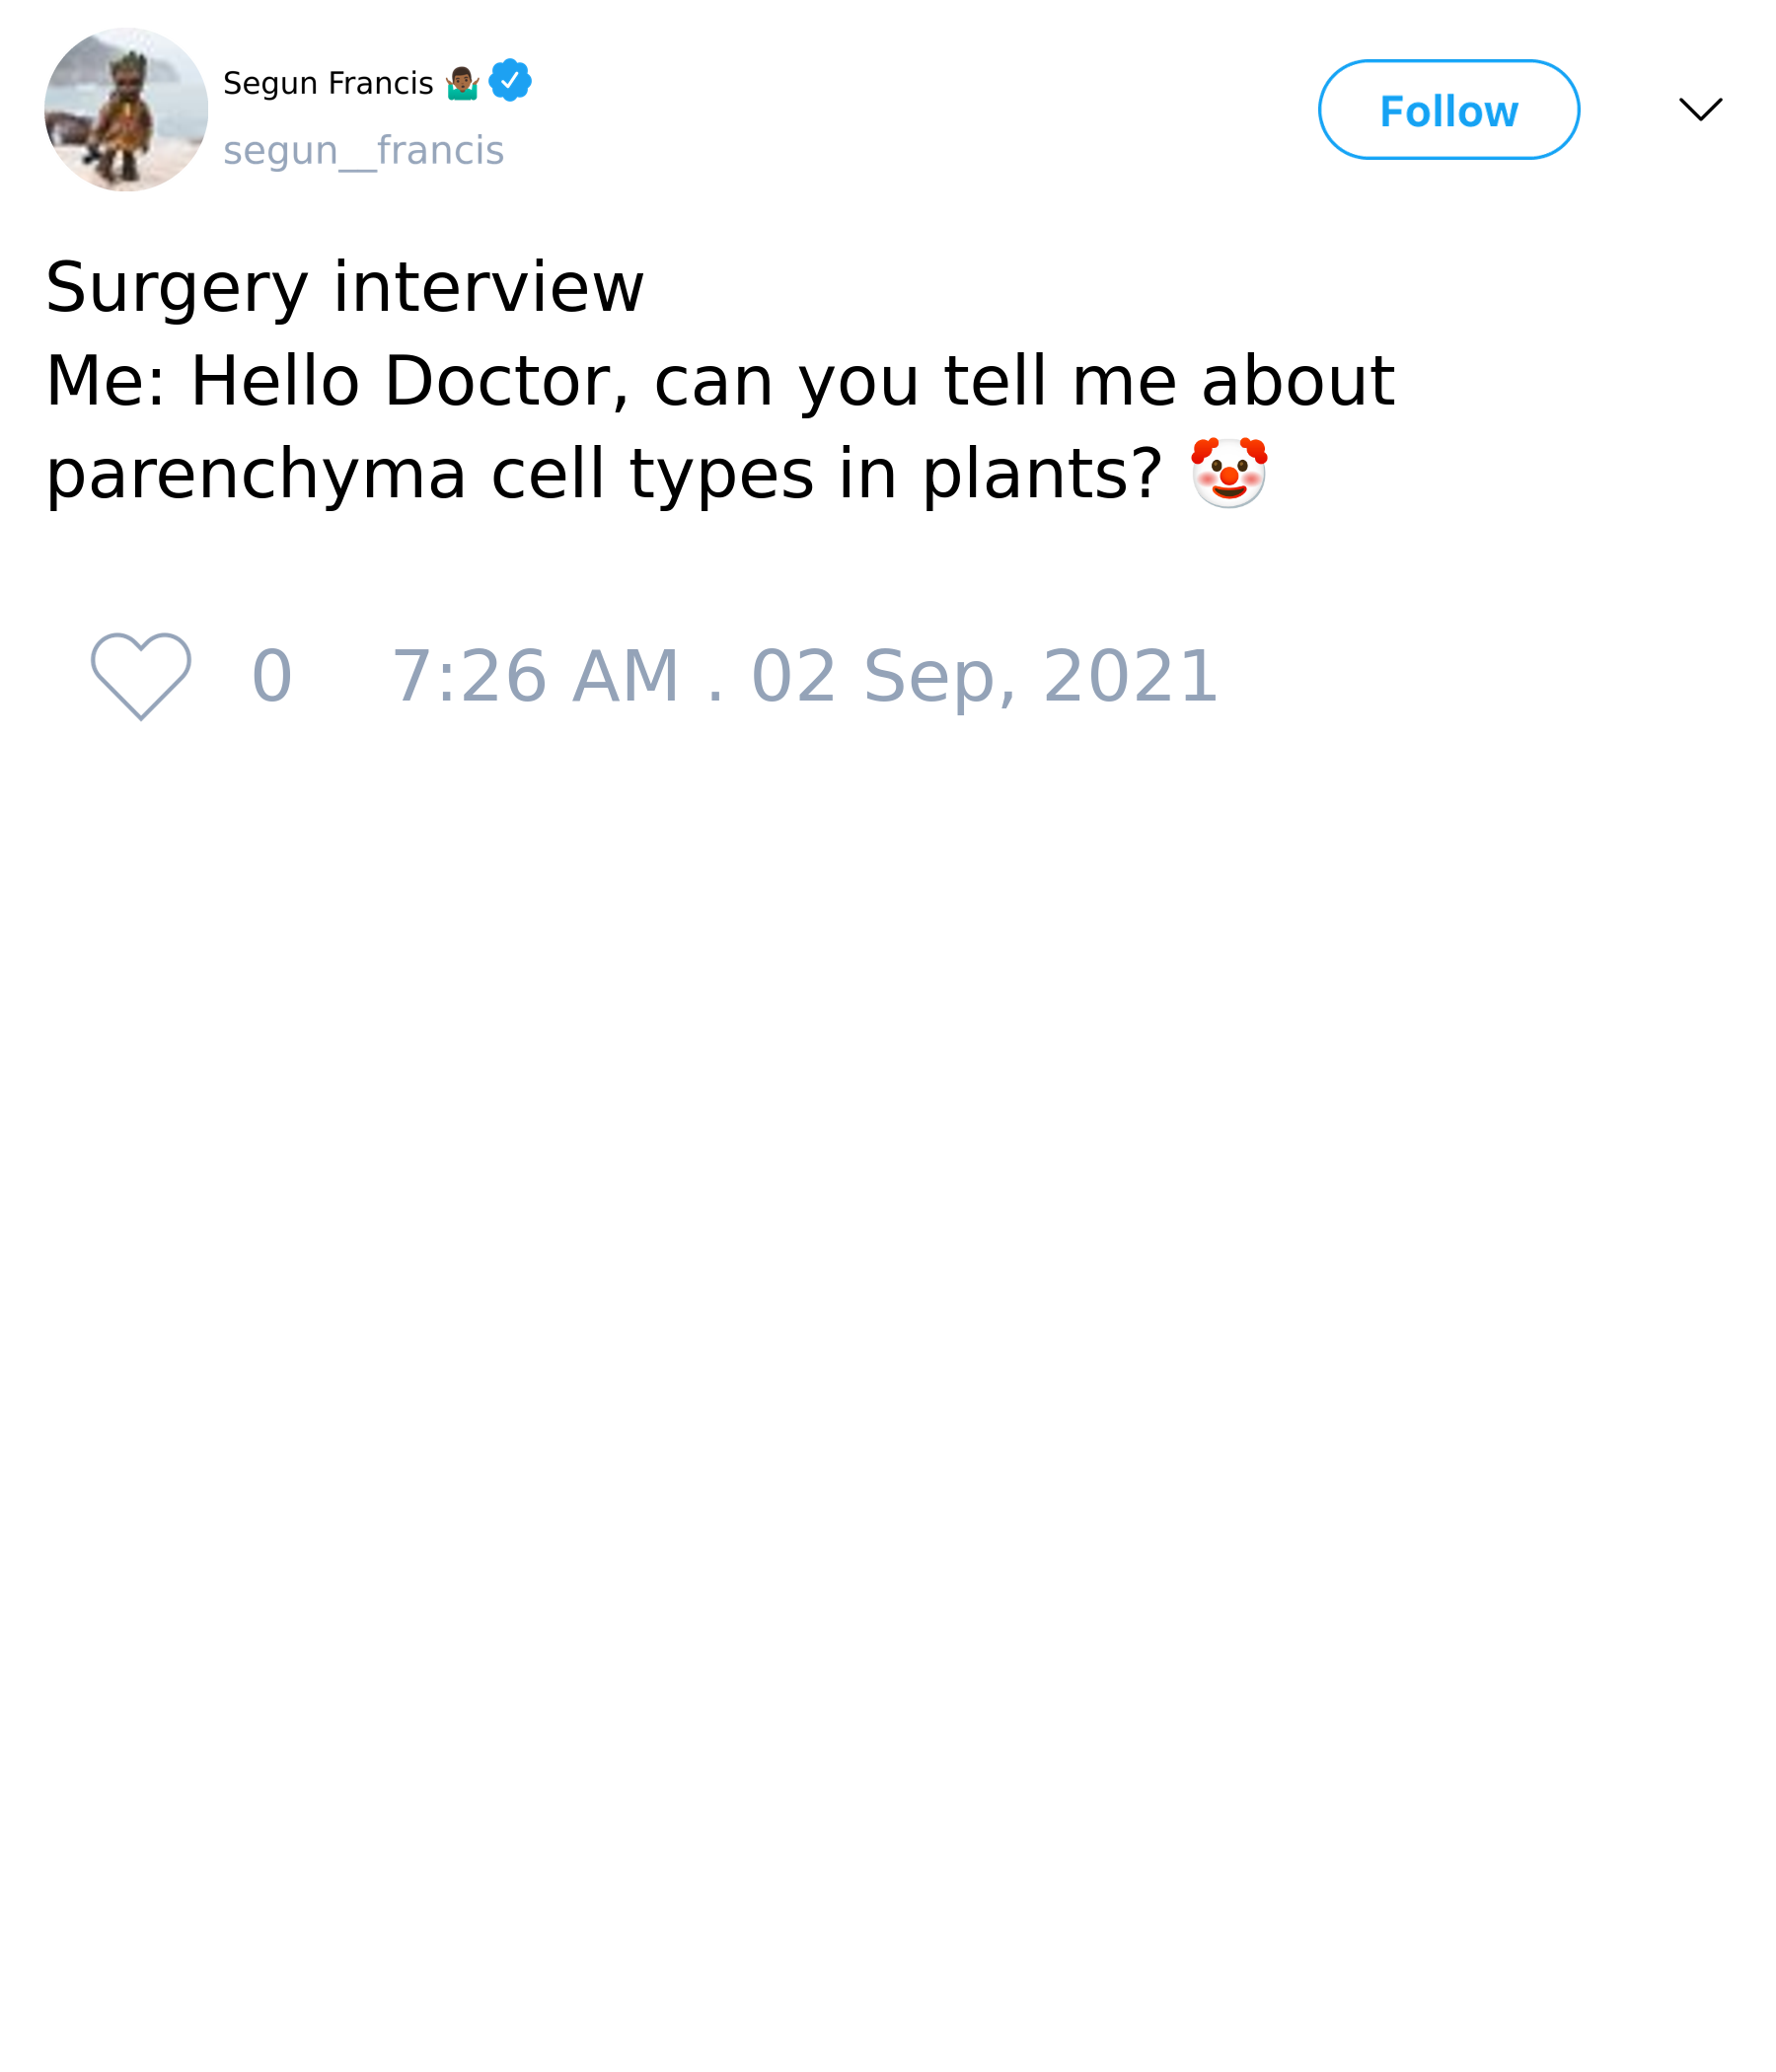 Segun Francis 🤷🏾‍♂️
segun__francis
Follow
Surgery interview
Me: Hello Doctor, can you tell me about
parenchyma cell types in plants? 🤡
0 7:26 AM . 02 Sep, 2021